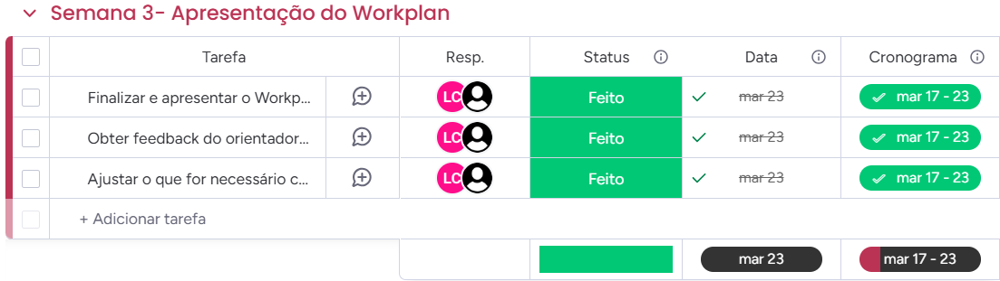 Semana 3- Apresentação do Workplan
Tarefa Resp. Status Data Cronograma
Finalizar e apresentar o Workp... LC Feito mar 23 mar 17 - 23
Obter feedback do orientador... LC Feito mar 23 mar 17 - 23
Ajustar o que for necessário c... LC Feito mar 23 mar 17 - 23
+ Adicionar tarefa
mar 23 mar 17 - 23